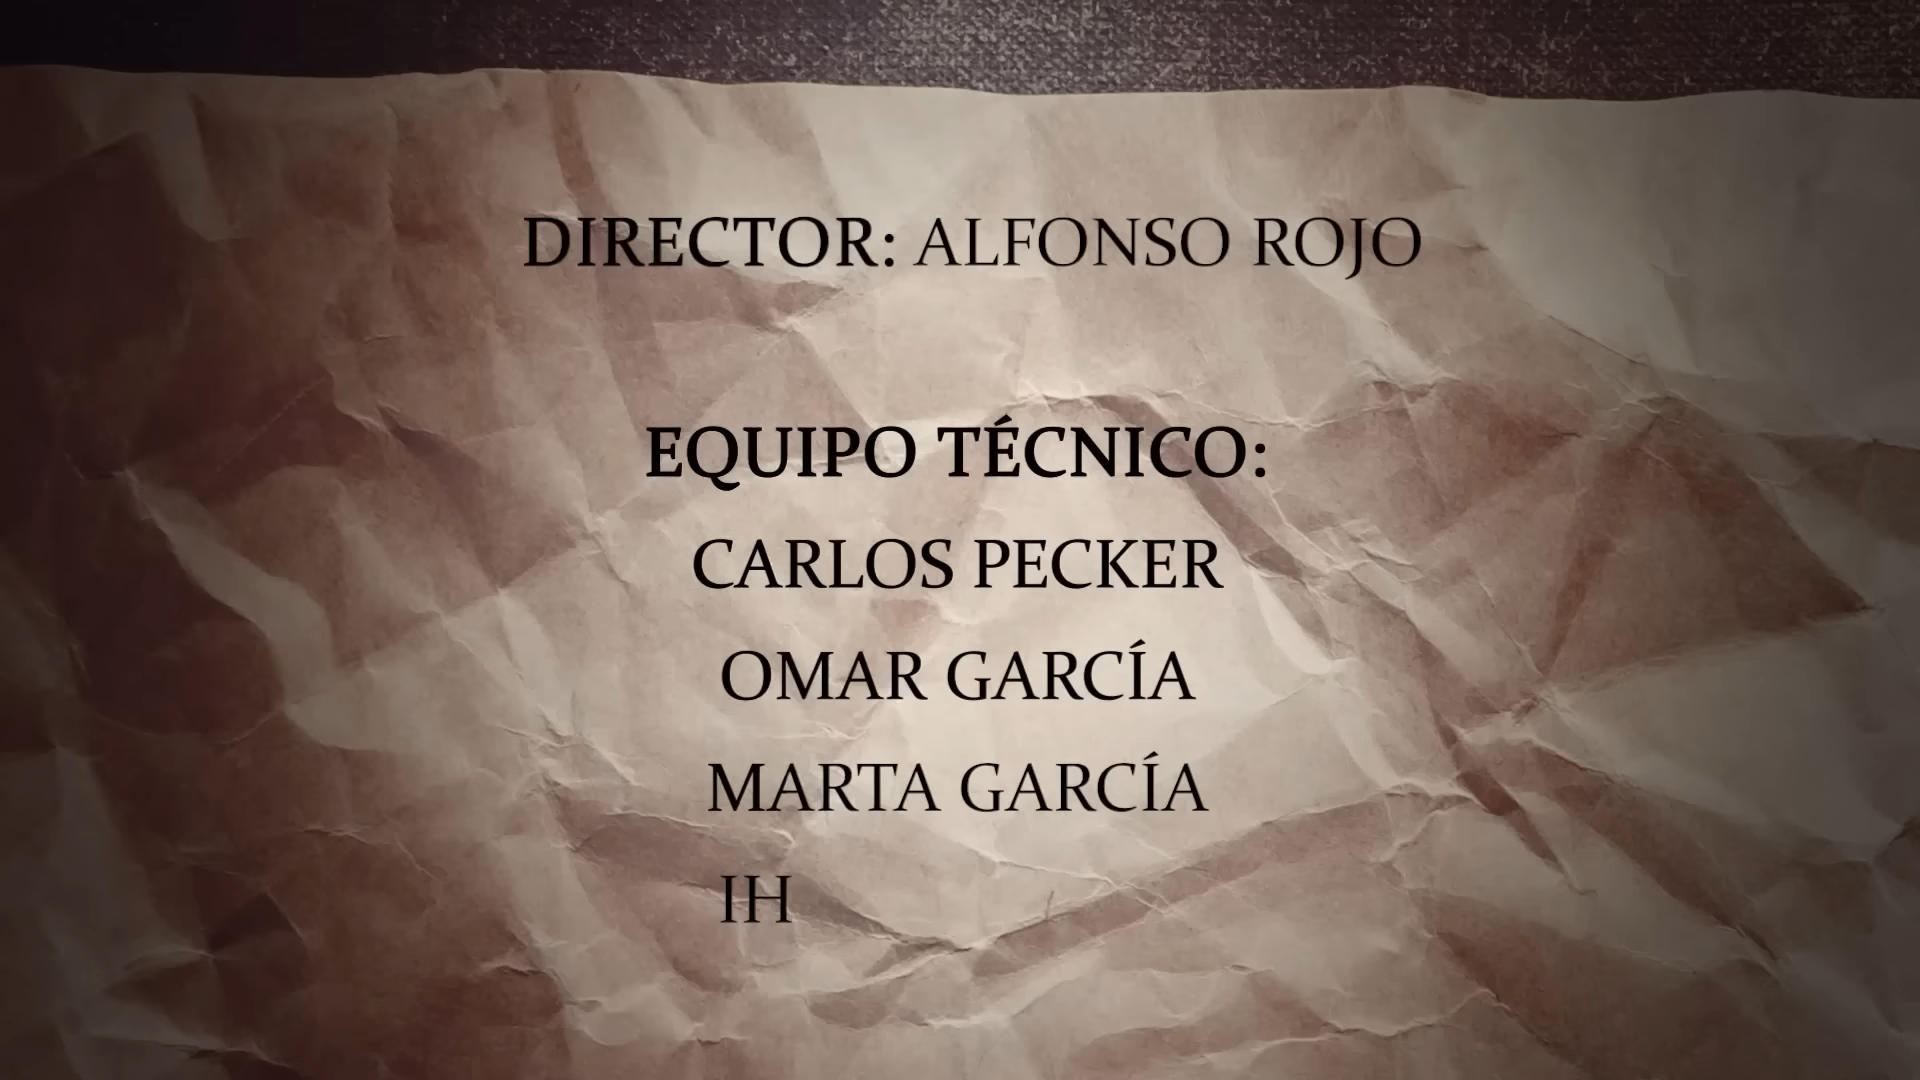 DIRECTOR: ALFONSO ROJO
EQUIPO TÉCNICO:
CARLOS PECKER
OMAR GARCÍA
MARTA GARCÍA
IH